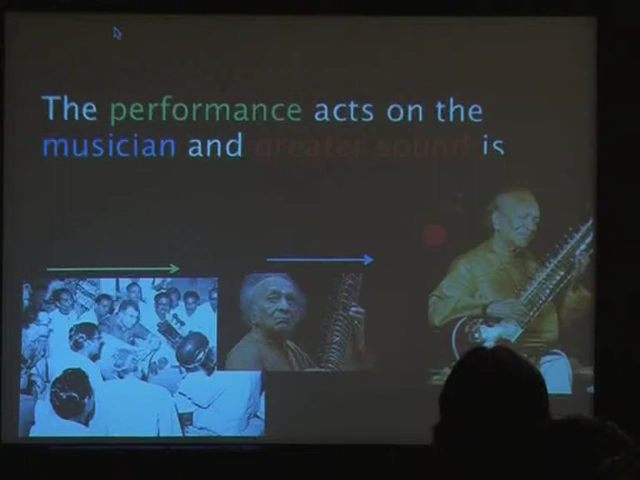 The performance acts on the
musician and greater sound is